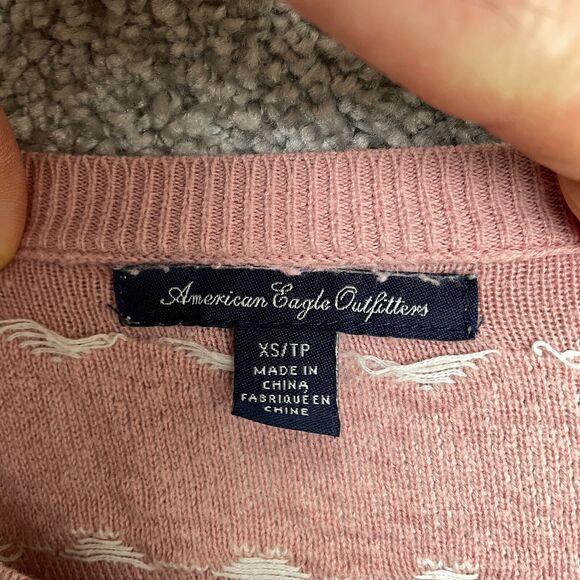 American Eagle Outfitters
XS/TP
MADE IN
CHINA
FABRIQUÉ EN
CHINE